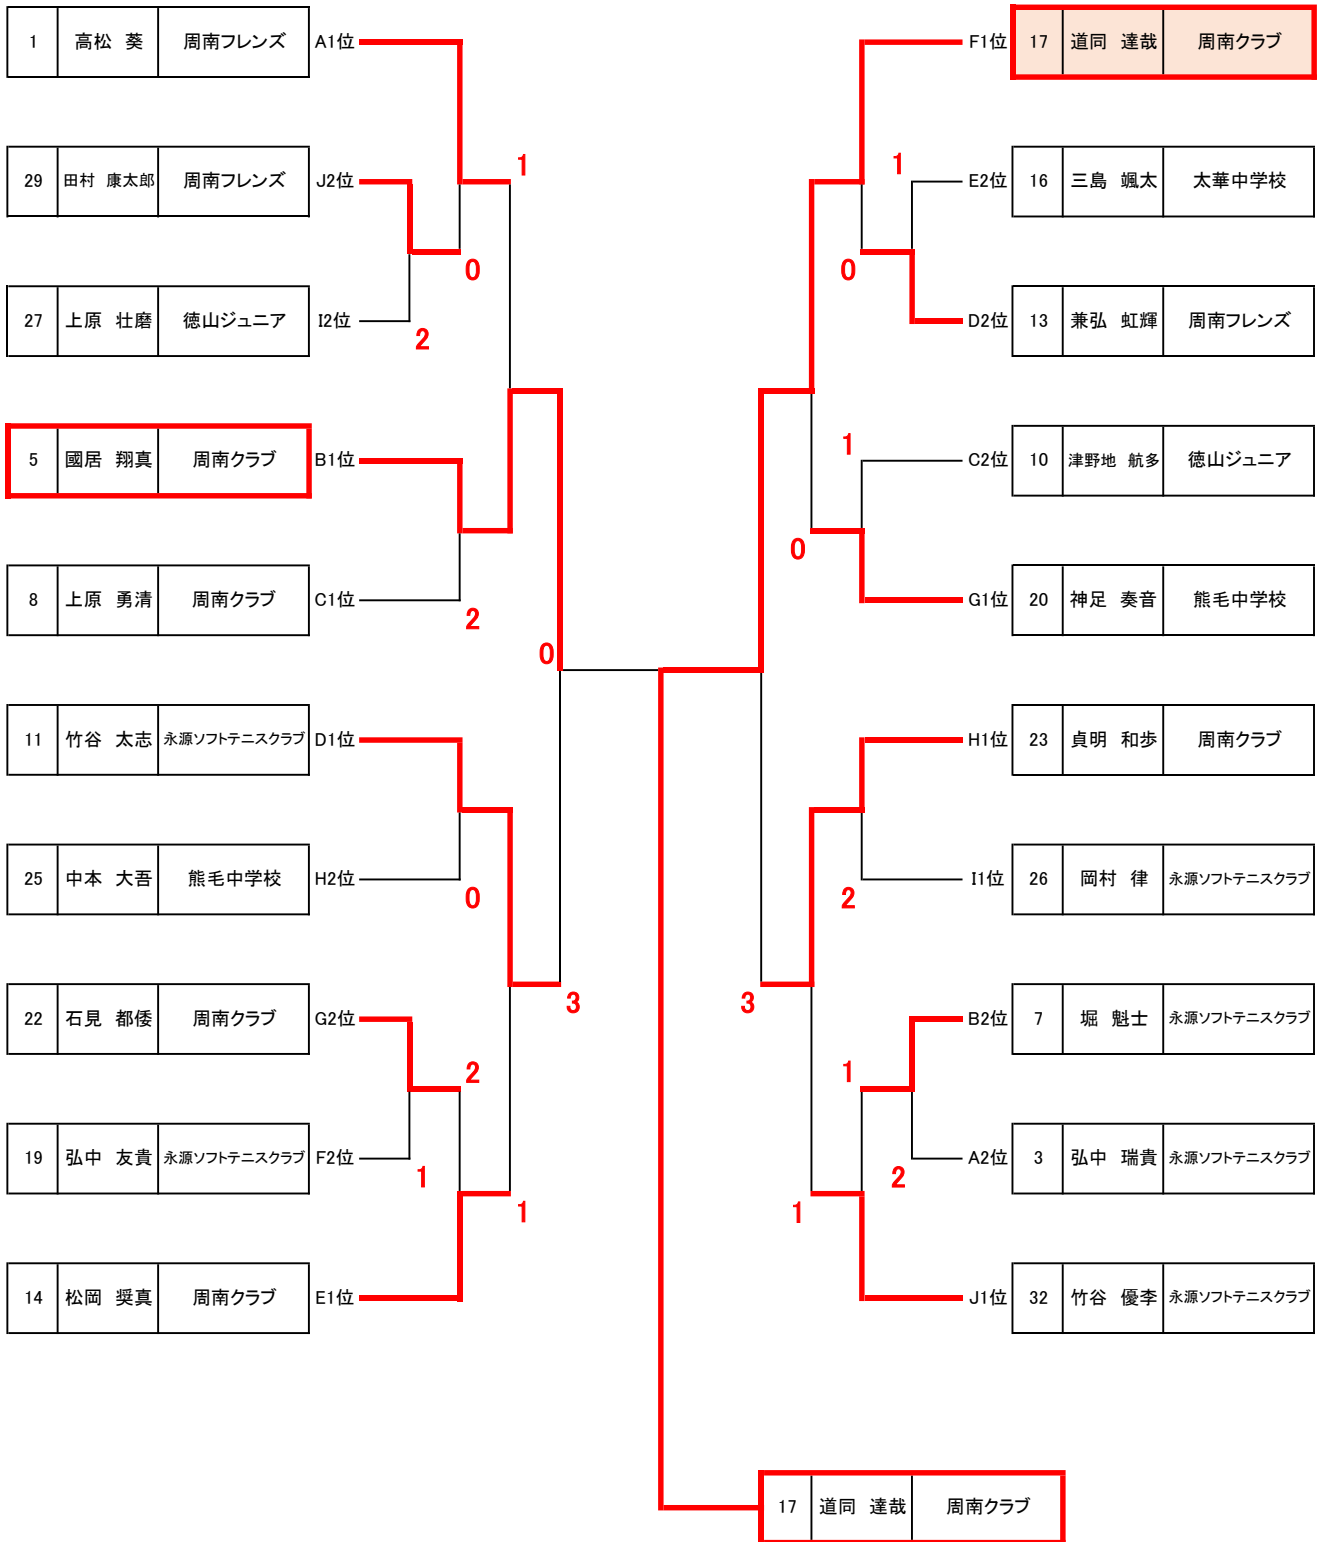 1 高松 葵 周南フレンズ A1位
29 田村 康太郎 周南フレンズ J2位
1
0
27 上原 壮磨 徳山ジュニア I2位
2
5 國居 翔真 周南クラブ B1位
8 上原 勇清 周南クラブ C1位
2
0
11 竹谷 太志 永源ソフトテニスクラブ D1位
25 中本 大吾 熊毛中学校 H2位
0
3
22 石見 都倭 周南クラブ G2位
2
19 弘中 友貴 永源ソフトテニスクラブ F2位
1
1
14 松岡 奨真 周南クラブ E1位
F1位 17 道同 達哉 周南クラブ
1
E2位 16 三島 颯太 太華中学校
0
D2位 13 兼弘 虹輝 周南フレンズ
1
C2位 10 津野地 航多 徳山ジュニア
0
G1位 20 神足 奏音 熊毛中学校
H1位 23 貞明 和歩 周南クラブ
I1位 26 岡村 律 永源ソフトテニスクラブ
2
3
B2位 7 堀 魁士 永源ソフトテニスクラブ
1
A2位 3 弘中 瑞貴 永源ソフトテニスクラブ
2
1
J1位 32 竹谷 優李 永源ソフトテニスクラブ
17 道同 達哉 周南クラブ